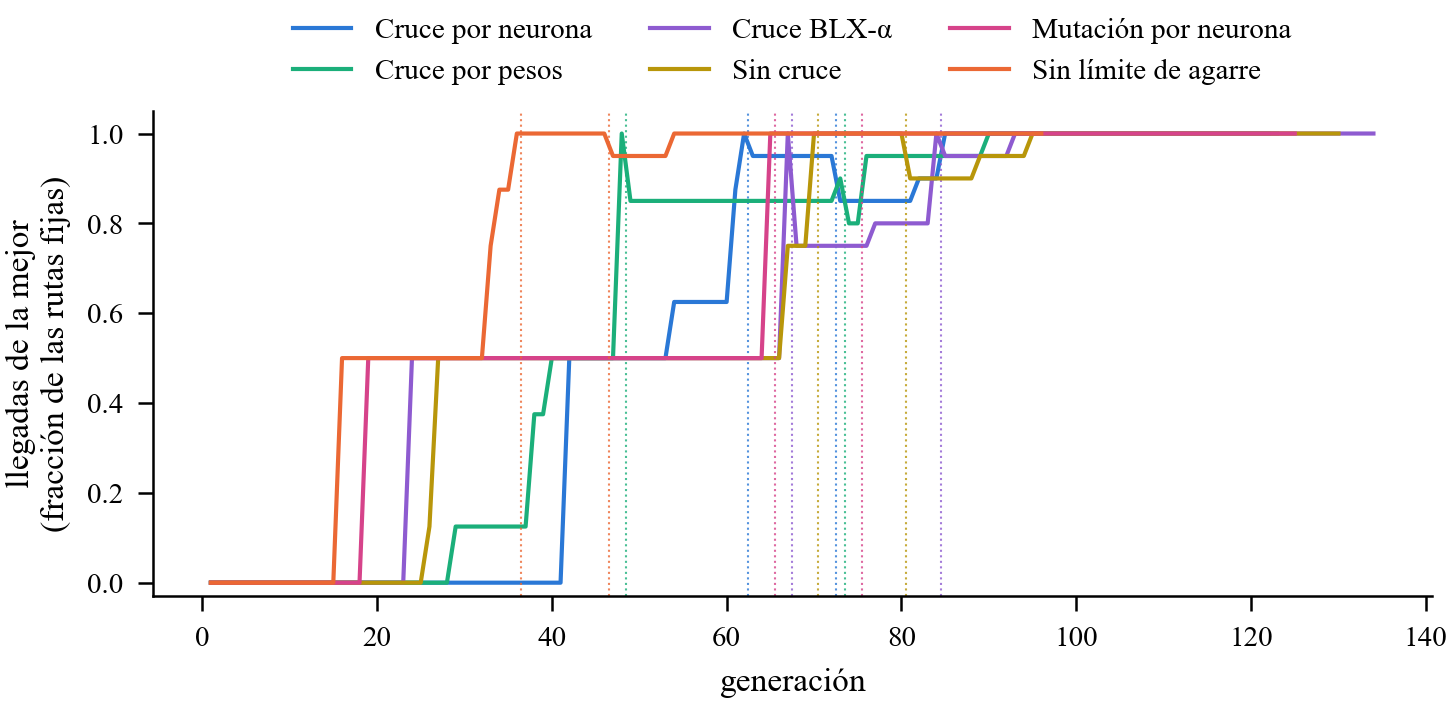 Cruce por neurona
Cruce BLX-α
Mutación por neurona
Cruce por pesos
Sin cruce
Sin límite de agarre
llegadas de la mejor
(fracción de las rutas fijas)
1.0
0.8
0.6
0.4
0.2
0.0
0
20
40
60
80
100
120
140
generación